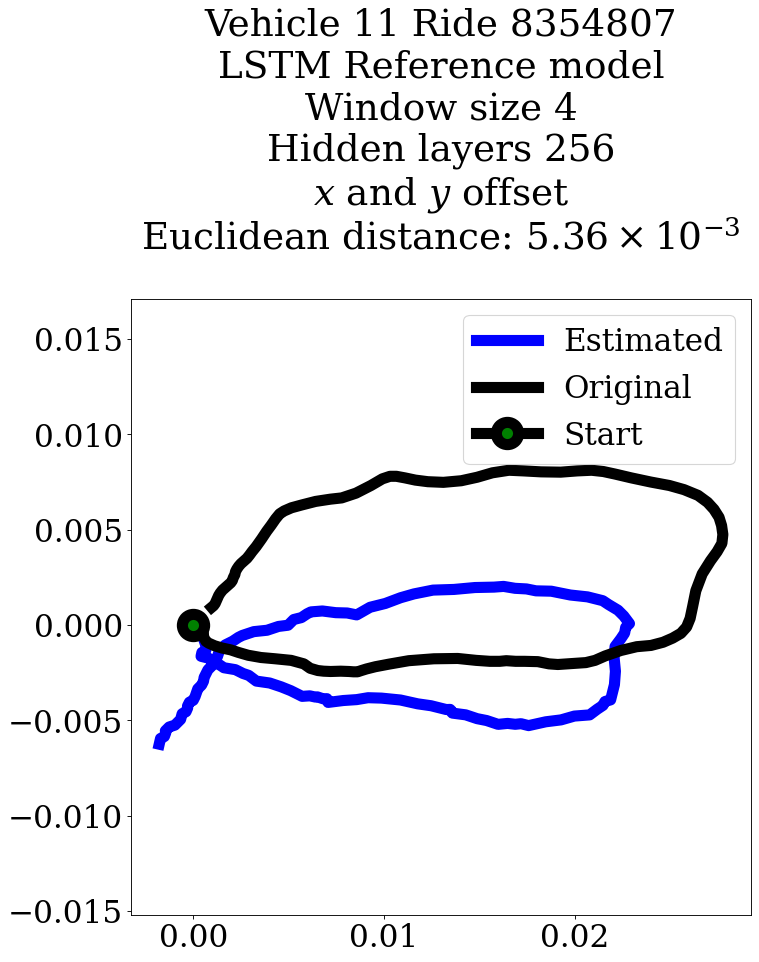 Vehicle 11 Ride 8354807
LSTM Reference model
Window size 4
Hidden layers 256
x and y offset
Euclidean distance: 5.36 × 10⁻³
Estimated
Original
Start
0.015
0.010
0.005
0.000
−0.005
−0.010
−0.015
0.00 0.01 0.02